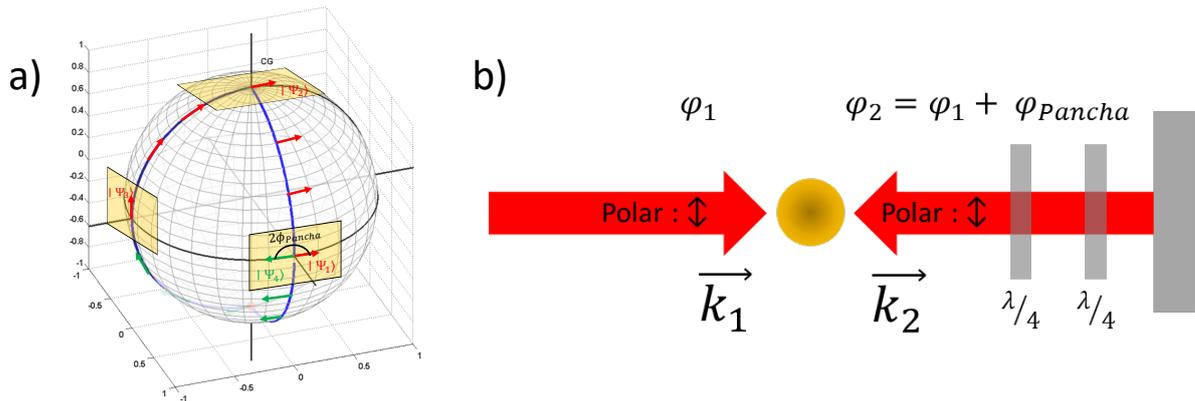 a)
1
0.8
0.6
0.4
0.2
0
-0.2
-0.4
-0.6
-0.8
-1
-1
-0.5
0
0.5
1
-1
-0.5
0
0.5
1
CG
| Ψ₂⟩
| Ψ₃⟩
2ϕPancha
| Ψ₄⟩
| Ψ₁⟩
b)
φ₁
φ₂ = φ₁ + φPancha
Polar : ↕
Polar : ↕
k₁
k₂
λ/4
λ/4